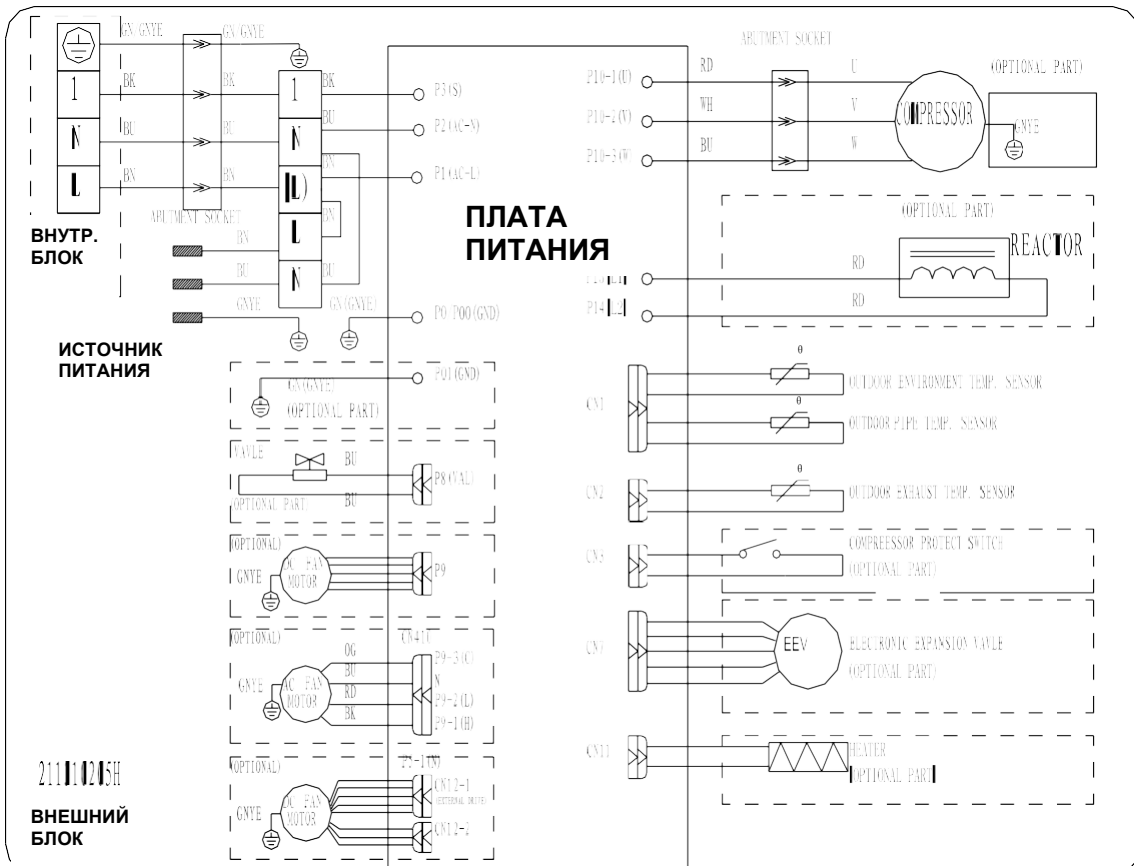 GN/GNYE
GN/GNYE
1
BK
BK
1
BK
P3(S)
N
BU
BU
N
BU
P2(AC-N)
L
BN
BN
(L)
BN
P1(AC-L)
ABUTMENT SOCKET
BN
L
BN
BU
N
BU
GNYE
GN(GNYE)
P0 P00(GND)
ВНУТР.
БЛОК
ИСТОЧНИК
ПИТАНИЯ
ПЛАТА
ПИТАНИЯ
ABUTMENT SOCKET
P10-1(U)
RD
U
P10-2(V)
WH
V
P10-3(W
BU
W
COMPRESSOR
(OPTIONAL PART)
GNYE
(OPTIONAL PART)
REACTOR
RD
RD
P14(L2)
P01(GND)
GN(GNYE)
(OPTIONAL PART)
VAVLE
BU
BU
P8(VAL)
(OPTIONAL PART)
(OPTIONAL)
GNYE
DC FAN
MOTOR
P9
(OPTIONAL)
GNYE
AC FAN
MOTOR
OG
BU
RD
BK
P9-3(C)
N
P9-2(L)
P9-1(H)
(OPTIONAL)
GNYE
DC FAN
MOTOR
CN12-1
(EXTERNAL DRIVE)
CN12-2
CN1
θ
OUTDOOR ENVIRONMENT TEMP. SENSOR
θ
OUTDOOR PIPE TEMP. SENSOR
CN2
θ
OUTDOOR EXHAUST TEMP. SENSOR
CN3
COMPREESSOR PROTECT SWITCH
(OPTIONAL PART)
EEV
ELECTRONIC EXPANSION VAVLE
(OPTIONAL PART)
CN11
HEATER
(OPTIONAL PART)
ВНЕШНИЙ
БЛОК